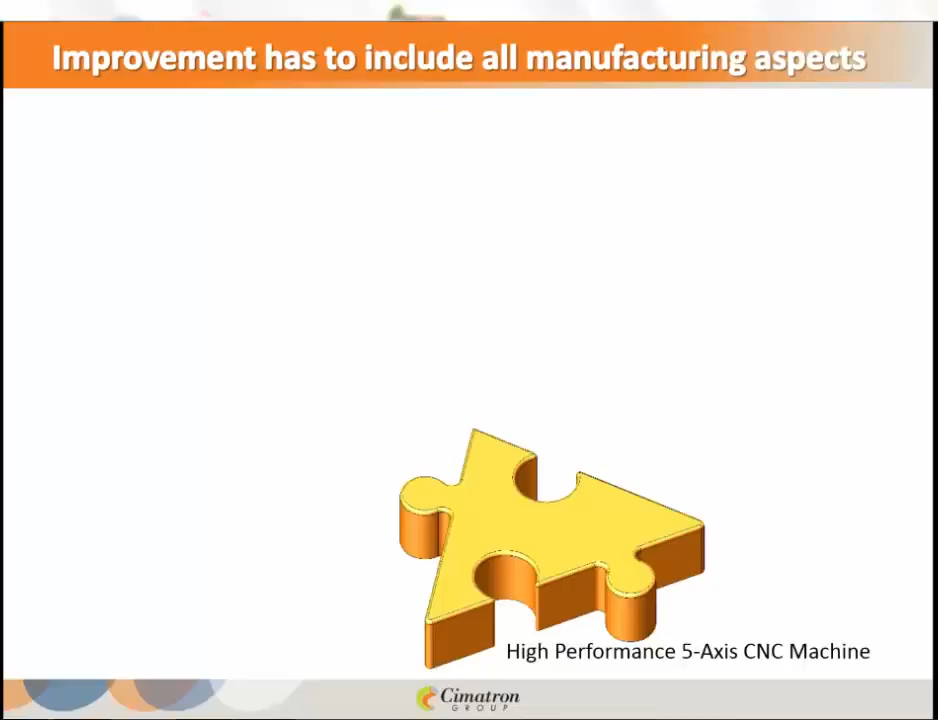 Improvement has to include all manufacturing aspects
High Performance 5-Axis CNC Machine
Cimatron
GROUP